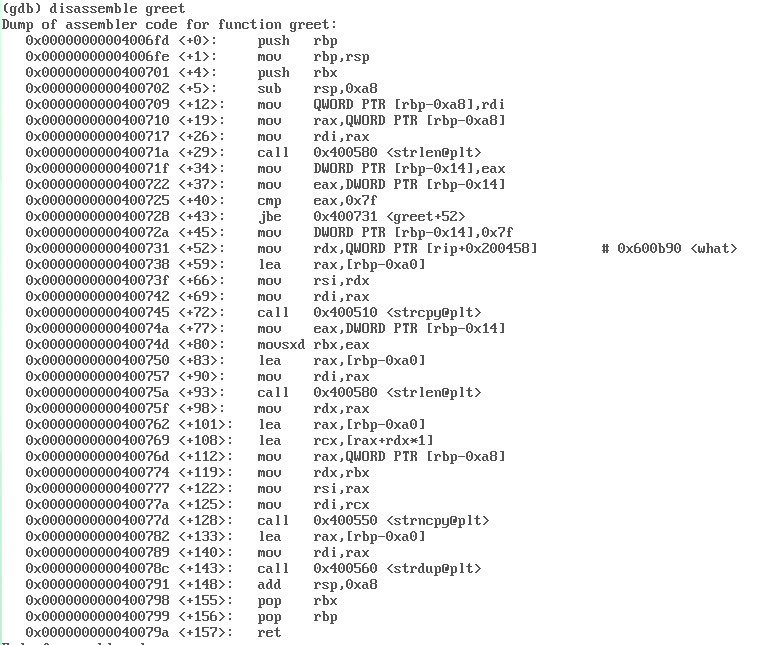 (gdb) disassemble greet
Dump of assembler code for function greet:
   0x00000000004006fd <+0>:     push   rbp
   0x00000000004006fe <+1>:     mov    rbp,rsp
   0x0000000000400701 <+4>:     push   rbx
   0x0000000000400702 <+5>:     sub    rsp,0xa8
   0x0000000000400709 <+12>:    mov    QWORD PTR [rbp-0xa8],rdi
   0x0000000000400710 <+19>:    mov    rax,QWORD PTR [rbp-0xa8]
   0x0000000000400717 <+26>:    mov    rdi,rax
   0x000000000040071a <+29>:    call   0x400580 <strlen@plt>
   0x000000000040071f <+34>:    mov    DWORD PTR [rbp-0x14],eax
   0x0000000000400722 <+37>:    mov    eax,DWORD PTR [rbp-0x14]
   0x0000000000400725 <+40>:    cmp    eax,0x7f
   0x0000000000400728 <+43>:    jbe    0x400731 <greet+52>
   0x000000000040072a <+45>:    mov    DWORD PTR [rbp-0x14],0x7f
   0x0000000000400731 <+52>:    mov    rdx,QWORD PTR [rip+0x200458]        # 0x600b90 <what>
   0x0000000000400738 <+59>:    lea    rax,[rbp-0xa0]
   0x000000000040073f <+66>:    mov    rsi,rdx
   0x0000000000400742 <+69>:    mov    rdi,rax
   0x0000000000400745 <+72>:    call   0x400510 <strcpy@plt>
   0x000000000040074a <+77>:    mov    eax,DWORD PTR [rbp-0x14]
   0x000000000040074d <+80>:    movsxd rbx,eax
   0x0000000000400750 <+83>:    lea    rax,[rbp-0xa0]
   0x0000000000400757 <+90>:    mov    rdi,rax
   0x000000000040075a <+93>:    call   0x400580 <strlen@plt>
   0x000000000040075f <+98>:    mov    rdx,rax
   0x0000000000400762 <+101>:   lea    rax,[rbp-0xa0]
   0x0000000000400769 <+108>:   lea    rcx,[rax+rdx*1]
   0x000000000040076d <+112>:   mov    rax,QWORD PTR [rbp-0xa8]
   0x0000000000400774 <+119>:   mov    rdx,rbx
   0x0000000000400777 <+122>:   mov    rsi,rax
   0x000000000040077a <+125>:   mov    rdi,rcx
   0x000000000040077d <+128>:   call   0x400550 <strncpy@plt>
   0x0000000000400782 <+133>:   lea    rax,[rbp-0xa0]
   0x0000000000400789 <+140>:   mov    rdi,rax
   0x000000000040078c <+143>:   call   0x400560 <strdup@plt>
   0x0000000000400791 <+148>:   add    rsp,0xa8
   0x0000000000400798 <+155>:   pop    rbx
   0x0000000000400799 <+156>:   pop    rbp
   0x000000000040079a <+157>:   ret